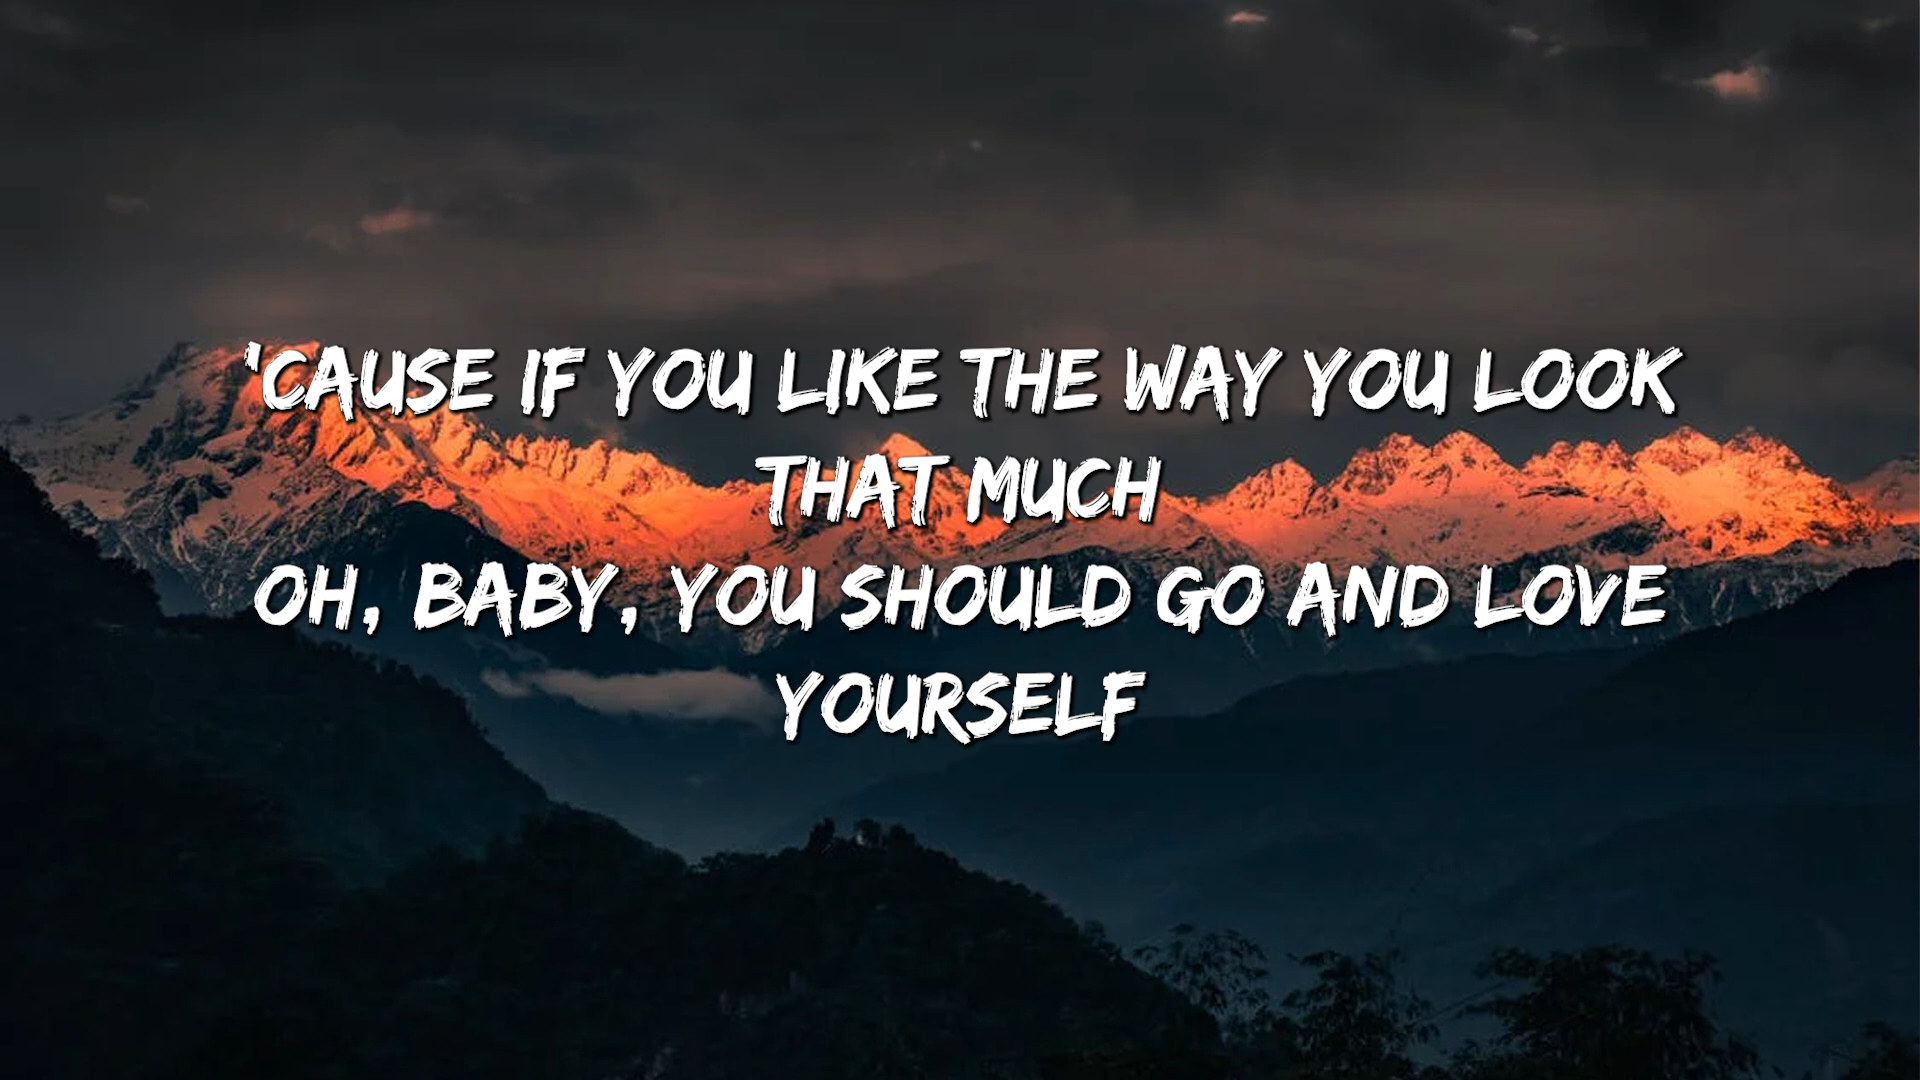 'CAUSE IF YOU LIKE THE WAY YOU LOOK
THAT MUCH
OH, BABY, YOU SHOULD GO AND LOVE
YOURSELF